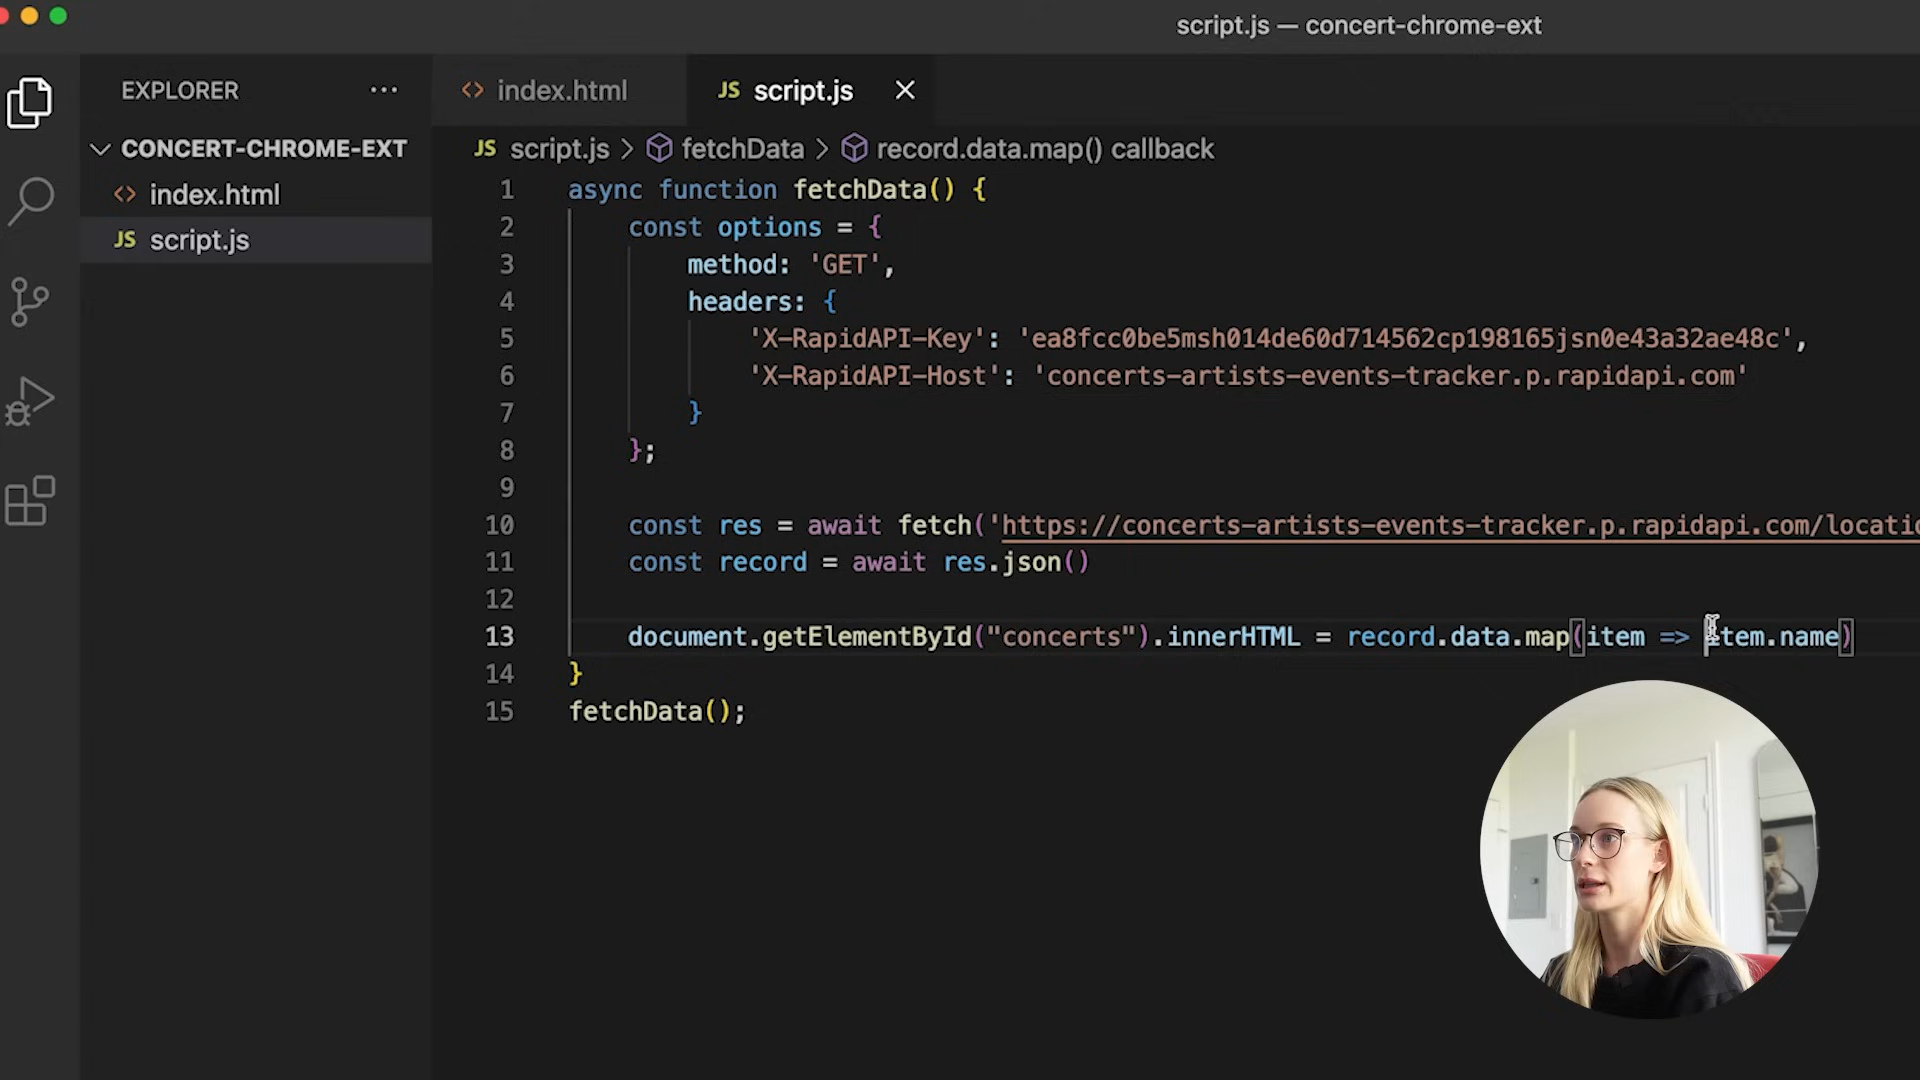 script.js — concert-chrome-ext
EXPLORER ...
index.html
JS script.js
CONCERT-CHROME-EXT
index.html
JS script.js
JS script.js > fetchData > record.data.map() callback
1 async function fetchData() {
2 const options = {
3 method: 'GET',
4 headers: {
5 'X-RapidAPI-Key': 'ea8fcc0be5msh014de60d714562cp198165jsn0e43a32ae48c',
6 'X-RapidAPI-Host': 'concerts-artists-events-tracker.p.rapidapi.com'
7 }
8 };
9
10 const res = await fetch('https://concerts-artists-events-tracker.p.rapidapi.com/locatio
11 const record = await res.json()
12
13 document.getElementById("concerts").innerHTML = record.data.map(item => item.name)
14 }
15 fetchData();